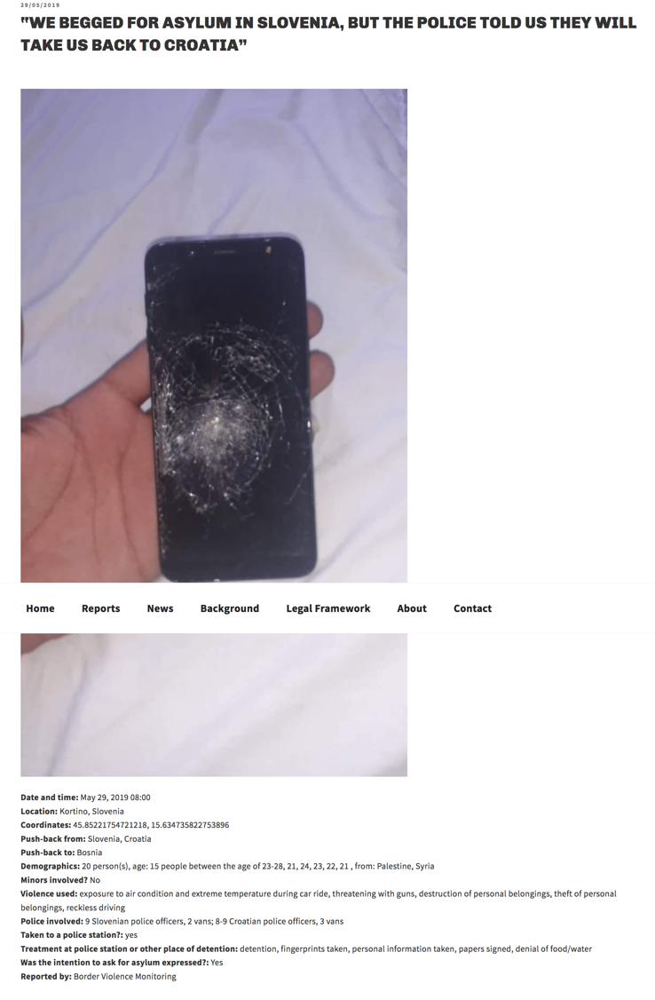 29/05/2019
"WE BEGGED FOR ASYLUM IN SLOVENIA, BUT THE POLICE TOLD US THEY WILL
TAKE US BACK TO CROATIA”
Home Reports News Background Legal Framework About Contact
Date and time: May 29, 2019 08:00
Location: Kortino, Slovenia
Coordinates: 45.85221754721218, 15.634735822753896
Push-back from: Slovenia, Croatia
Push-back to: Bosnia
Demographics: 20 person(s), age: 15 people between the age of 23-28, 21, 24, 23, 22, 21 , from: Palestine, Syria
Minors involved? No
Violence used: exposure to air condition and extreme temperature during car ride, threatening with guns, destruction of personal belongings, theft of personal
belongings, reckless driving
Police involved: 9 Slovenian police officers, 2 vans; 8-9 Croatian police officers, 3 vans
Taken to a police station?: yes
Treatment at police station or other place of detention: detention, fingerprints taken, personal information taken, papers signed, denial of food/water
Was the intention to ask for asylum expressed?: Yes
Reported by: Border Violence Monitoring